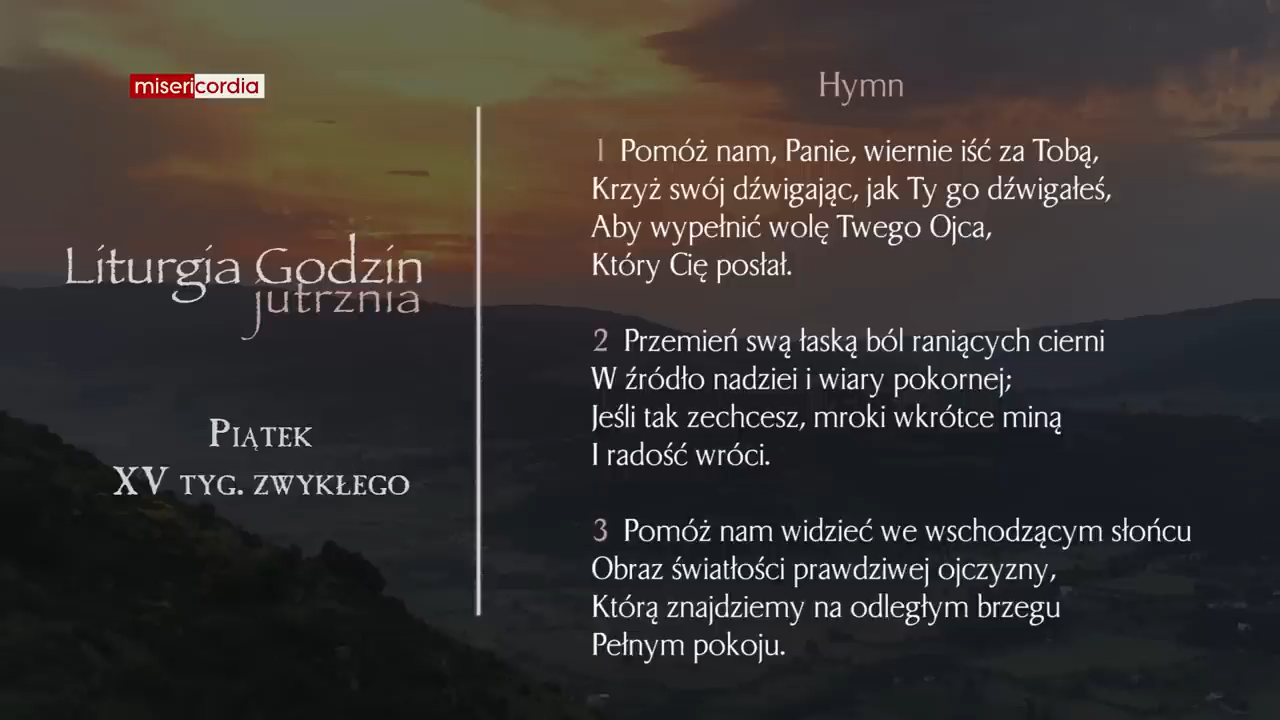 misericordia
Liturgia Godzin
jutrznia
Piątek
XV tyg. zwykłego
Hymn
1 Pomóż nam, Panie, wiernie iść za Tobą,
Krzyż swój dźwigając, jak Ty go dźwigałeś,
Aby wypełnić wolę Twego Ojca,
Który Cię posłał.
2 Przemień swą łaską ból raniących cierni
W źródło nadziei i wiary pokornej;
Jeśli tak zechcesz, mroki wkrótce miną
I radość wróci.
3 Pomóż nam widzieć we wschodzącym słońcu
Obraz światłości prawdziwej ojczyzny,
Którą znajdziemy na odległym brzegu
Pełnym pokoju.